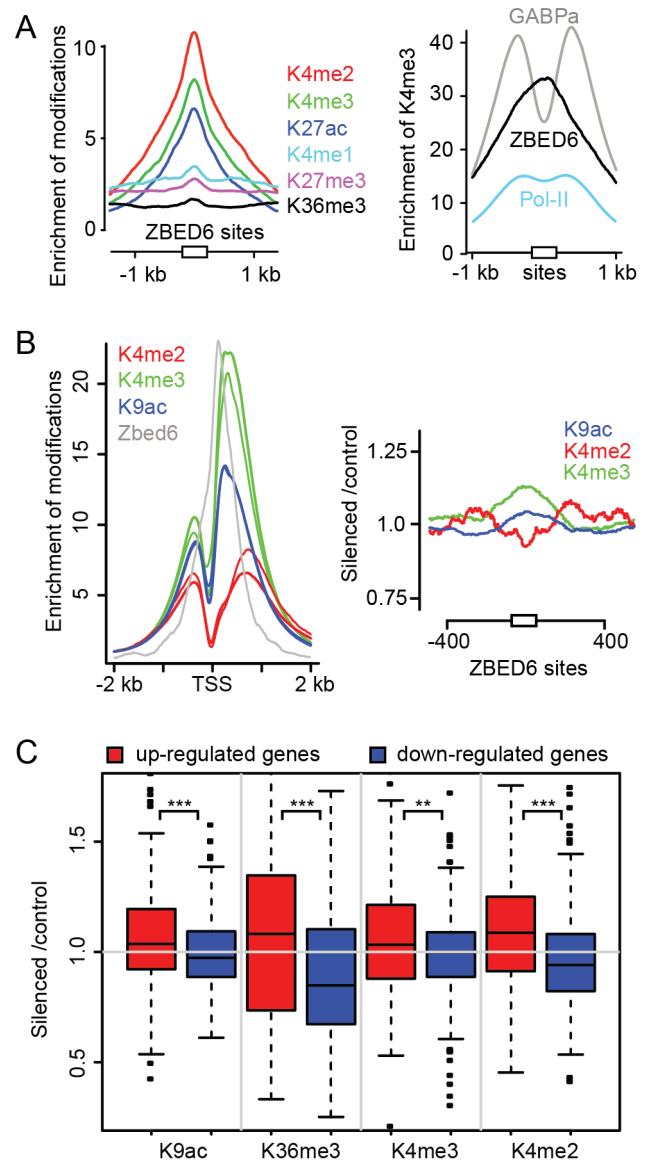 A
Enrichment of modifications
10
5
0
K4me2
K4me3
K27ac
K4me1
K27me3
K36me3
ZBED6 sites
-1 kb
1 kb
Enrichment of K4me3
40
30
20
10
0
GABPa
ZBED6
Pol-II
-1 kb
sites
1 kb
B
Enrichment of modifications
20
15
10
5
K4me2
K4me3
K9ac
Zbed6
-2 kb
TSS
2 kb
Silenced /control
1.25
1.0
0.75
K9ac
K4me2
K4me3
-400
400
ZBED6 sites
C
up-regulated genes
down-regulated genes
Silenced /control
1.5
1.0
0.5
***
***
**
***
K9ac
K36me3
K4me3
K4me2